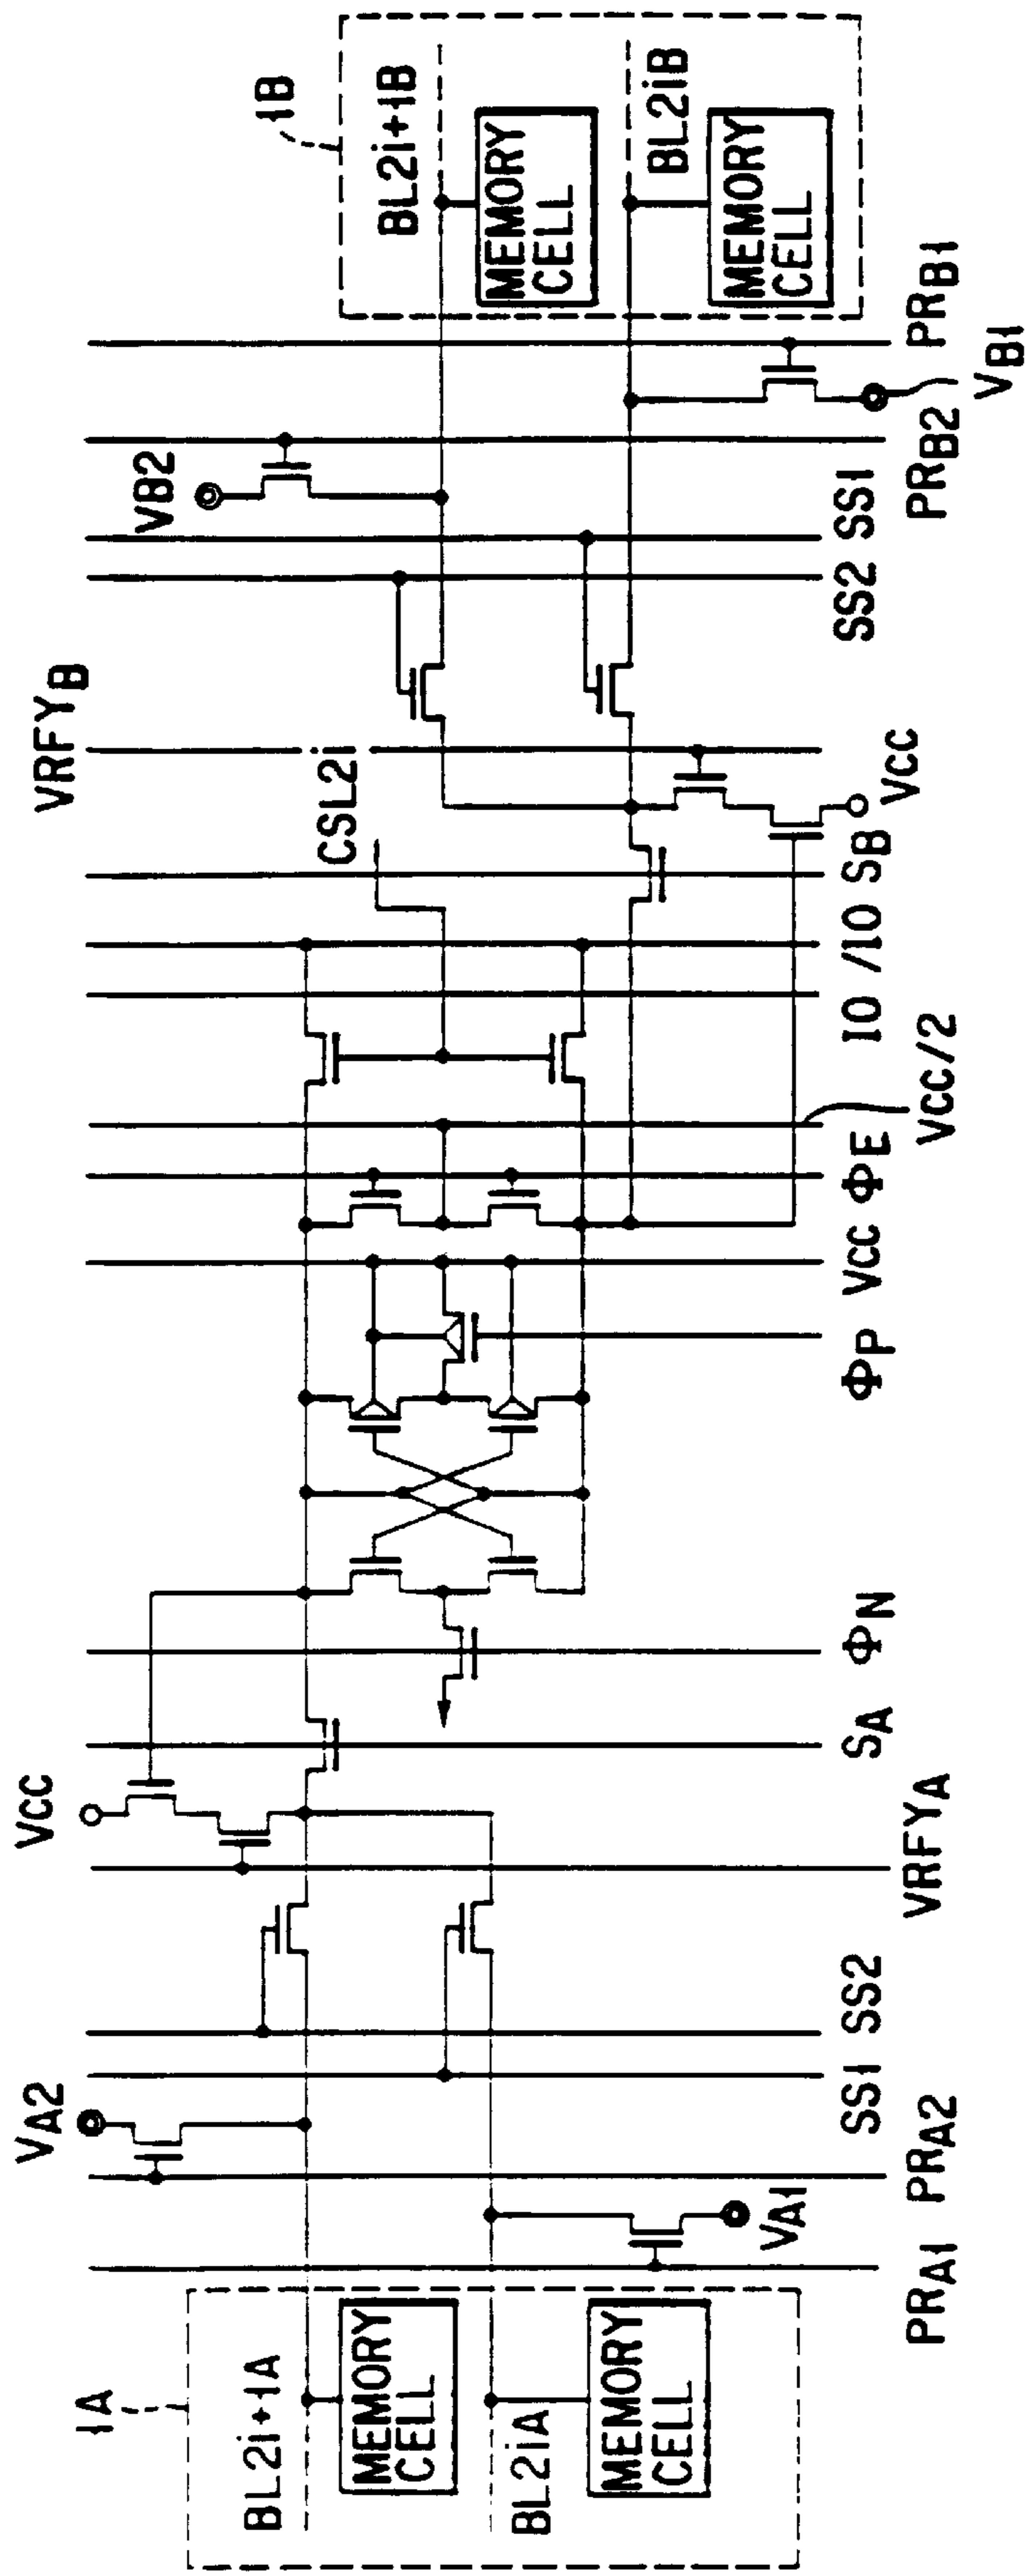 1A
BL2i+1A
MEMORY
CELL
BL2iA
MEMORY
CELL
PRA1
VA1
PRA2
VA2
SS1
SS2
VRFYA
VCC
SA
ΦN
ΦP
VCC
ΦE
VCC/2
IO
/IO
SB
CSL2i
VRFYB
VCC
SS2
SS1
VB2
PRB2
VB1
PRB1
1B
BL2i+1B
MEMORY
CELL
BL2iB
MEMORY
CELL